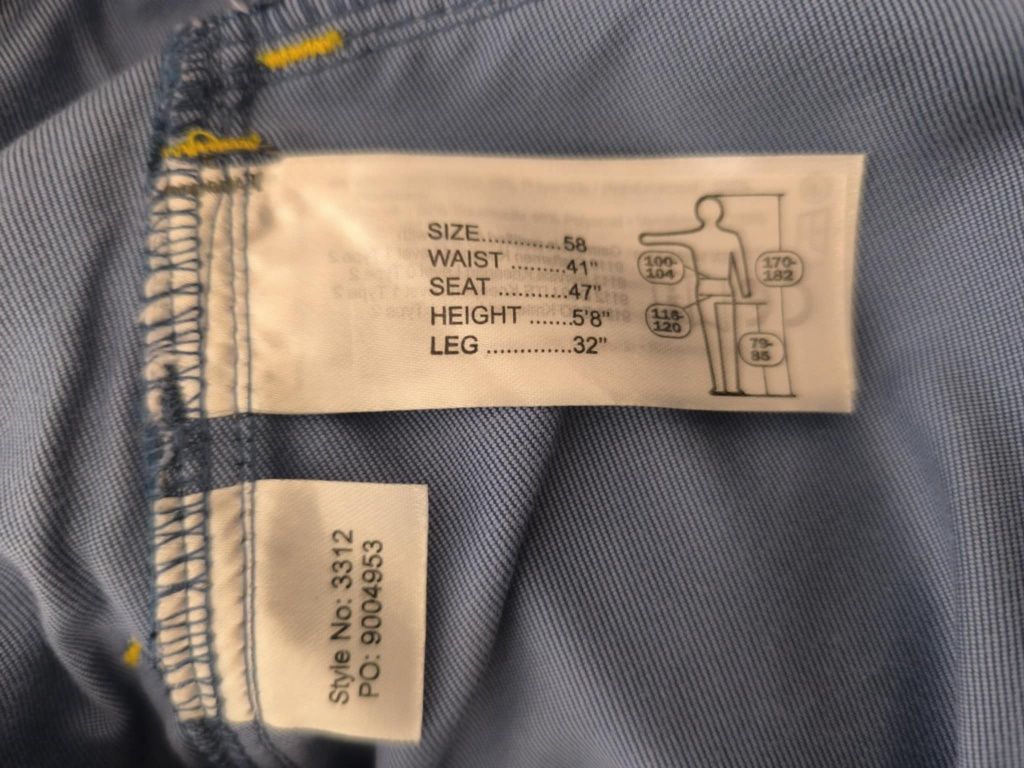 SIZE.............58
WAIST .........41"
SEAT ...........47"
HEIGHT .......5'8"
LEG .............32"
100-
104
170-
182
116-
120
79-
85
Style No: 3312
PO: 9004953